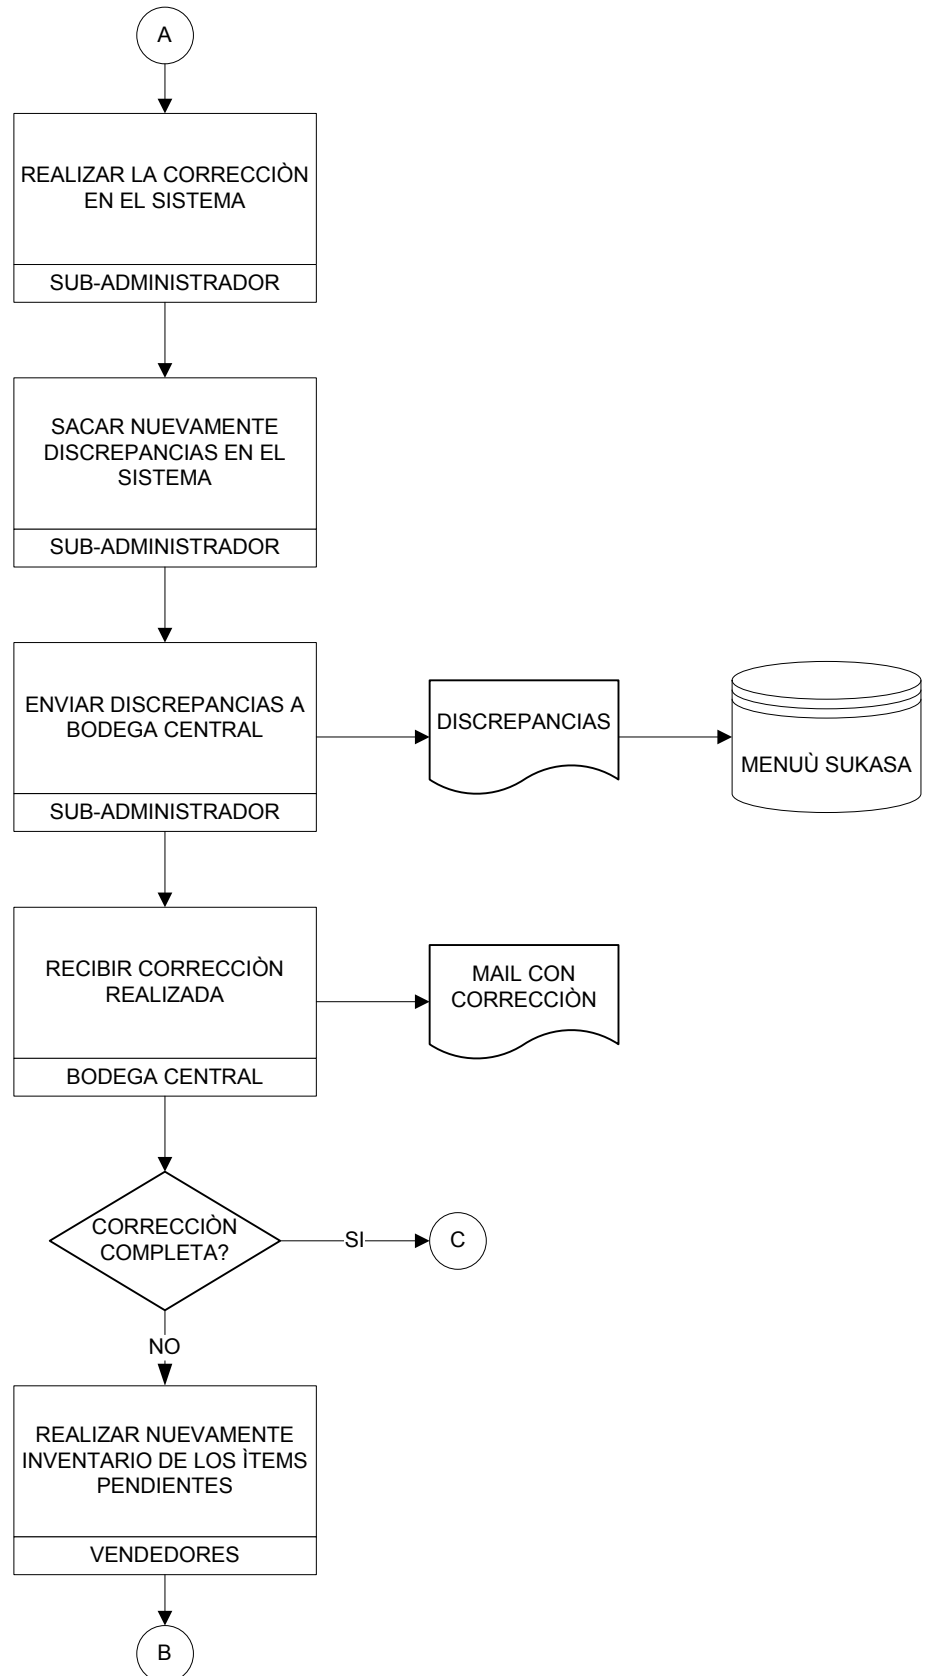 A
REALIZAR LA CORRECCIÒN
EN EL SISTEMA
SUB-ADMINISTRADOR
SACAR NUEVAMENTE
DISCREPANCIAS EN EL
SISTEMA
SUB-ADMINISTRADOR
ENVIAR DISCREPANCIAS A
BODEGA CENTRAL
SUB-ADMINISTRADOR
DISCREPANCIAS
MENUÙ SUKASA
RECIBIR CORRECCIÒN
REALIZADA
BODEGA CENTRAL
MAIL CON
CORRECCIÒN
CORRECCIÒN
COMPLETA?
SI
C
NO
REALIZAR NUEVAMENTE
INVENTARIO DE LOS ÌTEMS
PENDIENTES
VENDEDORES
B